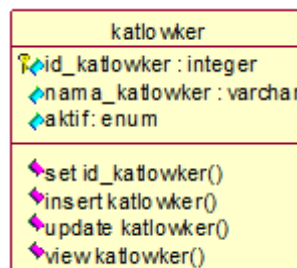 katlowker
id_katlowker : integer
nama_katlowker : varchar
aktif : enum
set id_katlowker()
insert katlowker()
update katlowker()
view katlowker()